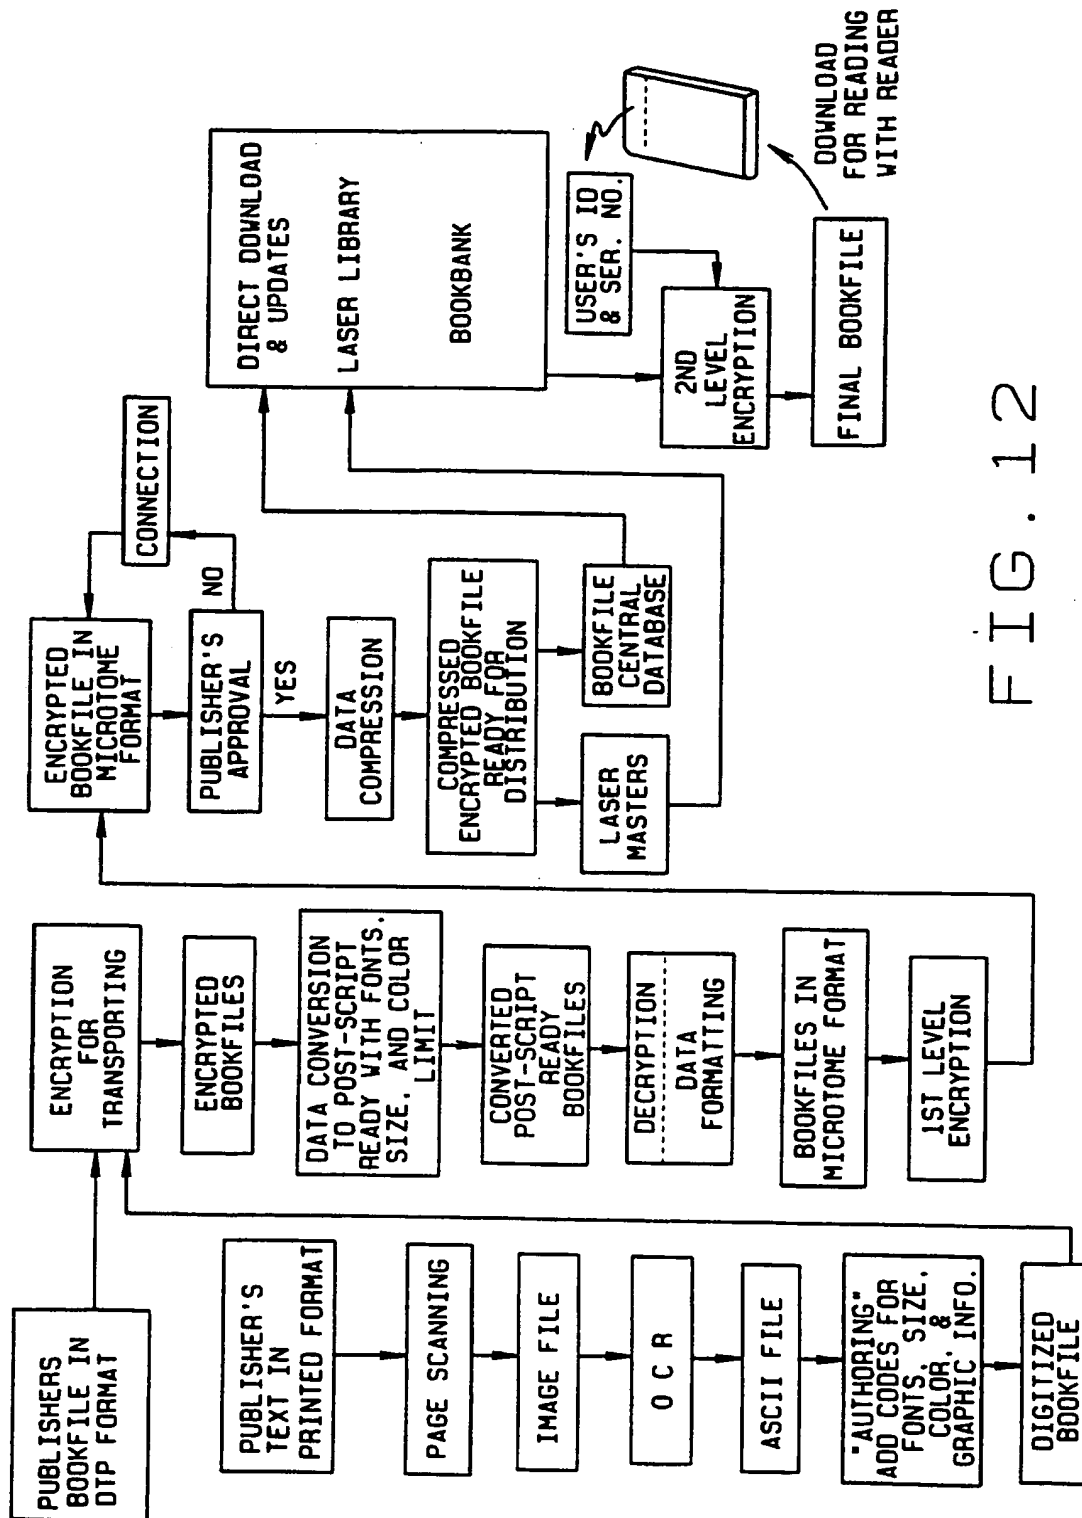 PUBLISHERS
BOOKFILE IN
DTP FORMAT
PUBLISHER'S
TEXT IN
PRINTED FORMAT
PAGE SCANNING
IMAGE FILE
O C R
ASCII FILE
"AUTHORING"
ADD CODES FOR
FONTS, SIZE,
COLOR, &
GRAPHIC INFO.
DIGITIZED
BOOKFILE
ENCRYPTION
FOR
TRANSPORTING
ENCRYPTED
BOOKFILES
DATA CONVERSION
TO POST-SCRIPT
READY WITH FONTS,
SIZE, AND COLOR
LIMIT
CONVERTED
POST-SCRIPT
READY
BOOKFILES
DECRYPTION
DATA
FORMATTING
BOOKFILES IN
MICROTOME FORMAT
1ST LEVEL
ENCRYPTION
ENCRYPTED
BOOKFILE IN
MICROTOME
FORMAT
CONNECTION
PUBLISHER'S
APPROVAL
NO
YES
DATA
COMPRESSION
COMPRESSED
ENCRYPTED BOOKFILE
READY FOR
DISTRIBUTION
LASER
MASTERS
BOOKFILE
CENTRAL
DATABASE
DIRECT DOWNLOAD
& UPDATES
LASER LIBRARY
BOOKBANK
USER'S ID
& SER. NO.
2ND
LEVEL
ENCRYPTION
FINAL BOOKFILE
DOWNLOAD
FOR READING
WITH READER
FIG. 12